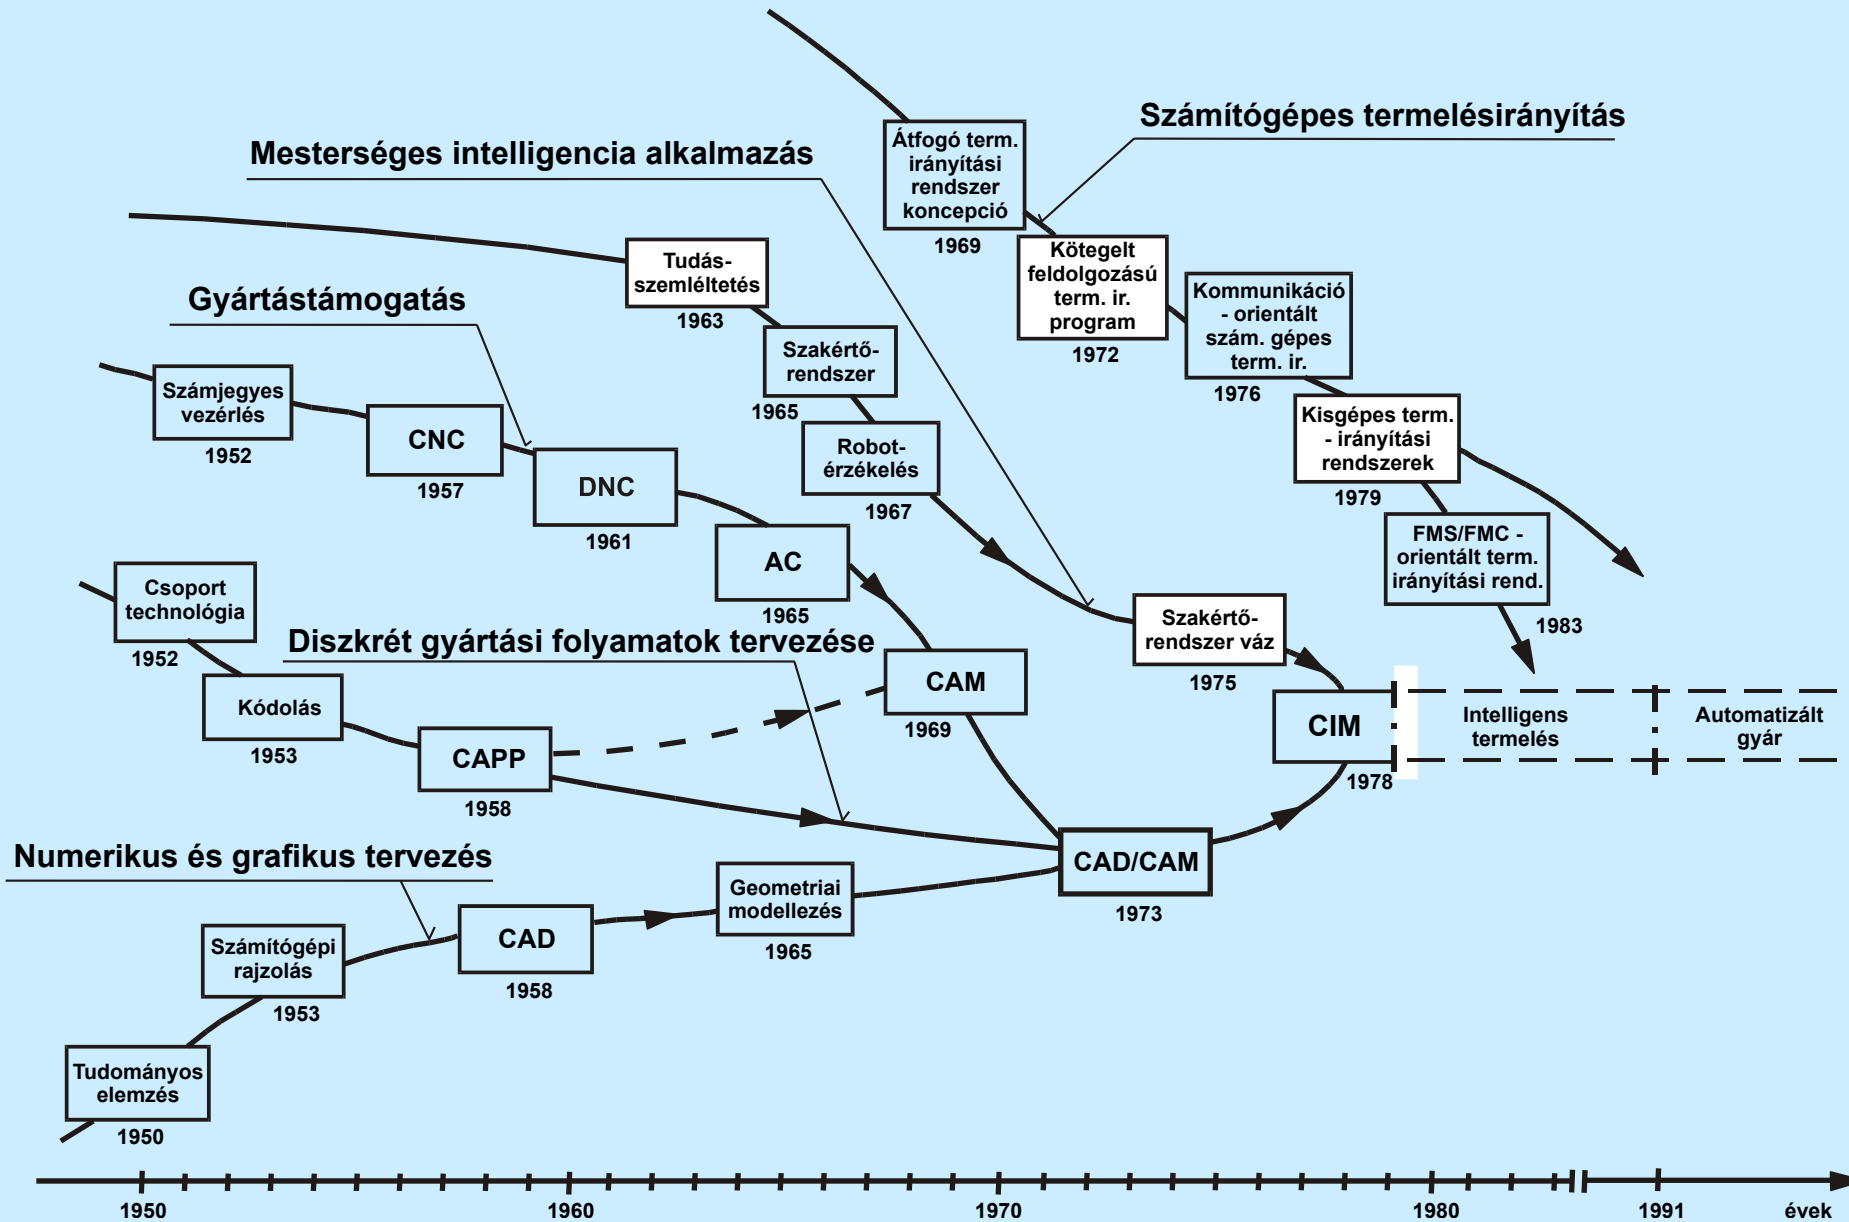 Számítógépes termelésirányítás
Átfogó term.
irányítási
rendszer
koncepció
1969
Kötegelt
feldolgozású
term. ir.
program
1972
Kommunikáció
- orientált
szám. gépes
term. ir.
1976
Kisgépes term.
- irányítási
rendszerek
1979
FMS/FMC -
orientált term.
irányítási rend.
1983
Mesterséges intelligencia alkalmazás
Tudás-
szemléltetés
1963
Szakértő-
rendszer
1965
Robot-
érzékelés
1967
Szakértő-
rendszer váz
1975
Gyártástámogatás
Számjegyes
vezérlés
1952
CNC
1957
DNC
1961
AC
1965
CAM
1969
Diszkrét gyártási folyamatok tervezése
Csoport
technológia
1952
Kódolás
1953
CAPP
1958
Numerikus és grafikus tervezés
Tudományos
elemzés
1950
Számítógépi
rajzolás
1953
CAD
1958
Geometriai
modellezés
1965
CAD/CAM
1973
CIM
1978
Intelligens
termelés
Automatizált
gyár
1950 1960 1970 1980 1991 évek